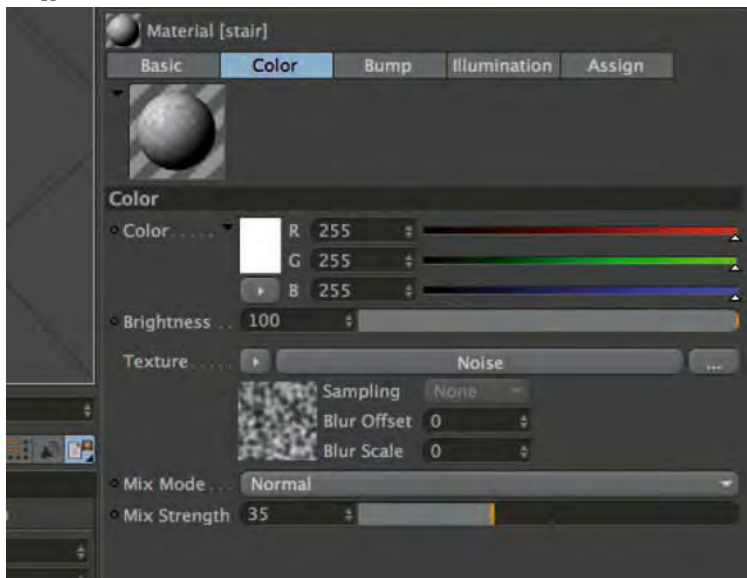 Material [stair]
Basic Color Bump Illumination Assign
Color
Color..... R 255
G 255
B 255
Brightness .. 100
Texture..... Noise ...
Sampling None
Blur Offset 0
Blur Scale 0
Mix Mode... Normal
Mix Strength 35